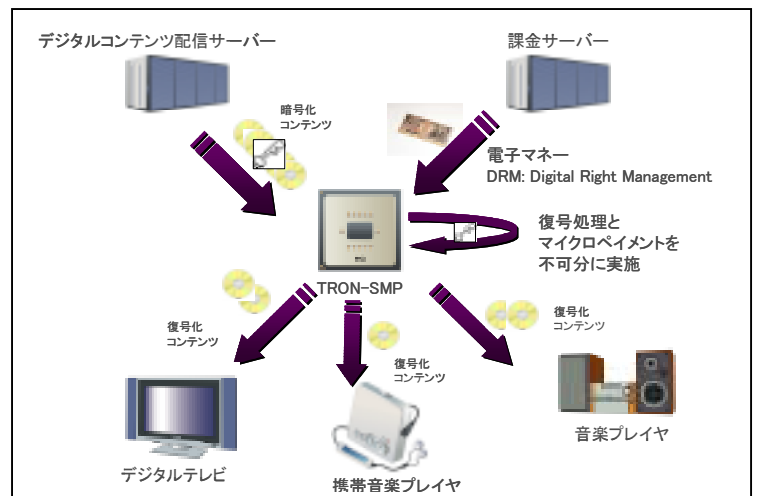 デジタルコンテンツ配信サーバー
課金サーバー
暗号化
コンテンツ
電子マネー
DRM: Digital Right Management
復号処理と
マイクロペイメントを
不可分に実施
TRON-SMP
復号化
コンテンツ
復号化
コンテンツ
復号化
コンテンツ
デジタルテレビ
携帯音楽プレイヤ
音楽プレイヤ